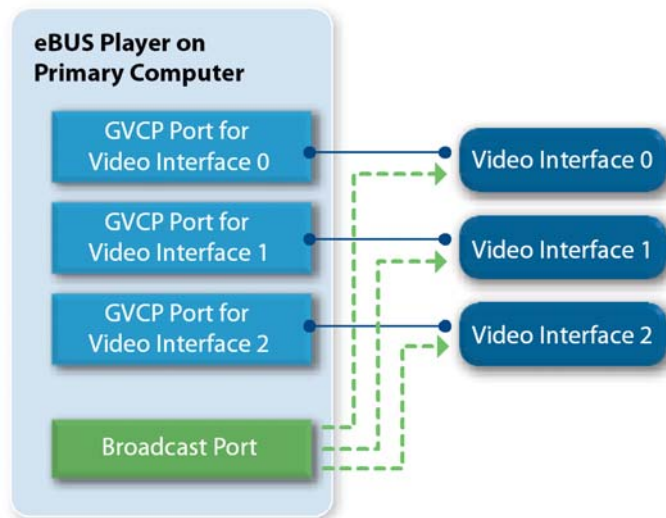 eBUS Player on
Primary Computer
GVCP Port for
Video Interface 0
Video Interface 0
GVCP Port for
Video Interface 1
Video Interface 1
GVCP Port for
Video Interface 2
Video Interface 2
Broadcast Port